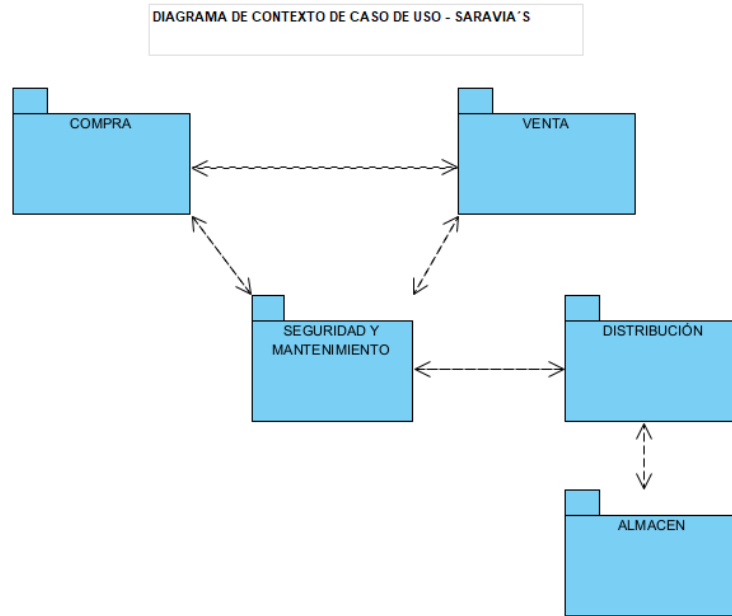 DIAGRAMA DE CONTEXTO DE CASO DE USO - SARAVIA´S
COMPRA
VENTA
SEGURIDAD Y
MANTENIMIENTO
DISTRIBUCIÓN
ALMACEN